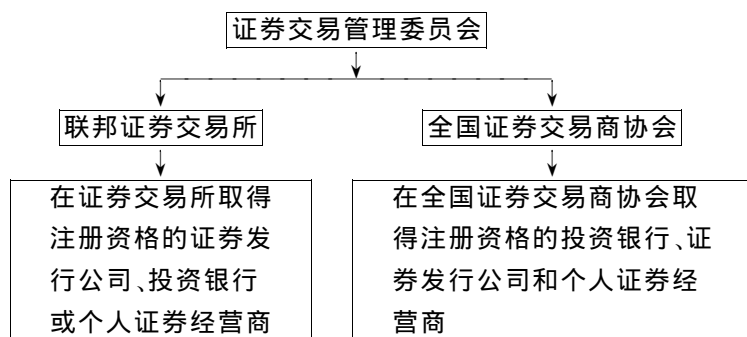 证券交易管理委员会
联邦证券交易所
全国证券交易商协会
在证券交易所取得
注册资格的证券发
行公司、投资银行
或个人证券经营商
在全国证券交易商协会取
得注册资格的投资银行、证
券发行公司和个人证券经
营商